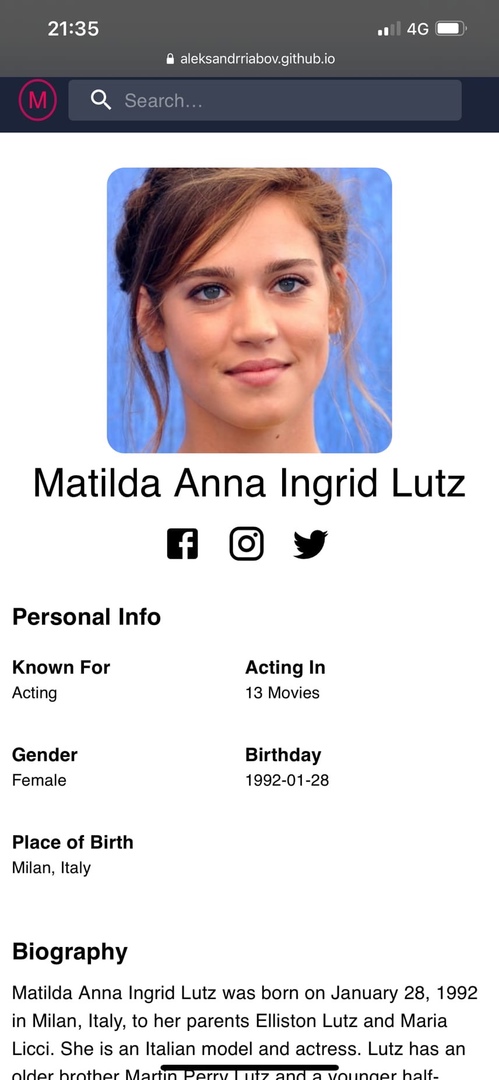 21:35
4G
aleksandrriabov.github.io
M
Search...
Matilda Anna Ingrid Lutz
Personal Info
Known For
Acting In
Acting
13 Movies
Gender
Birthday
Female
1992-01-28
Place of Birth
Milan, Italy
Biography
Matilda Anna Ingrid Lutz was born on January 28, 1992
in Milan, Italy, to her parents Elliston Lutz and Maria
Licci. She is an Italian model and actress. Lutz has an
older brother Martin Perry Lutz and a younger half-